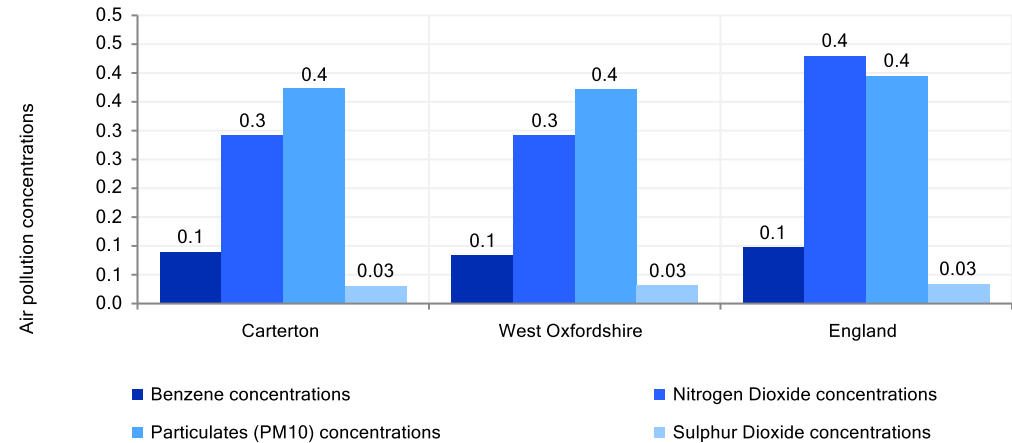 Air pollution concentrations
0.5
0.5
0.4
0.4
0.3
0.3
0.2
0.2
0.1
0.1
0.0
0.1
0.3
0.4
0.03
0.1
0.3
0.4
0.03
0.1
0.4
0.4
0.03
Carterton
West Oxfordshire
England
Benzene concentrations
Nitrogen Dioxide concentrations
Particulates (PM10) concentrations
Sulphur Dioxide concentrations